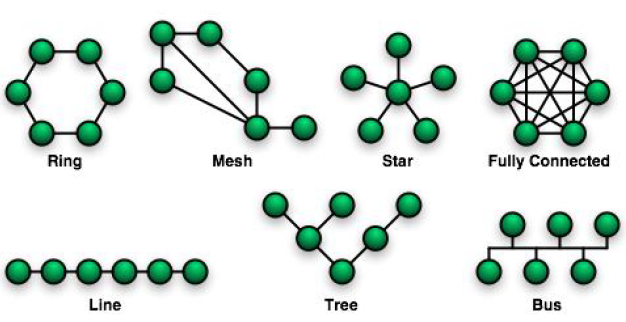 Ring
Mesh
Star
Fully Connected
Line
Tree
Bus